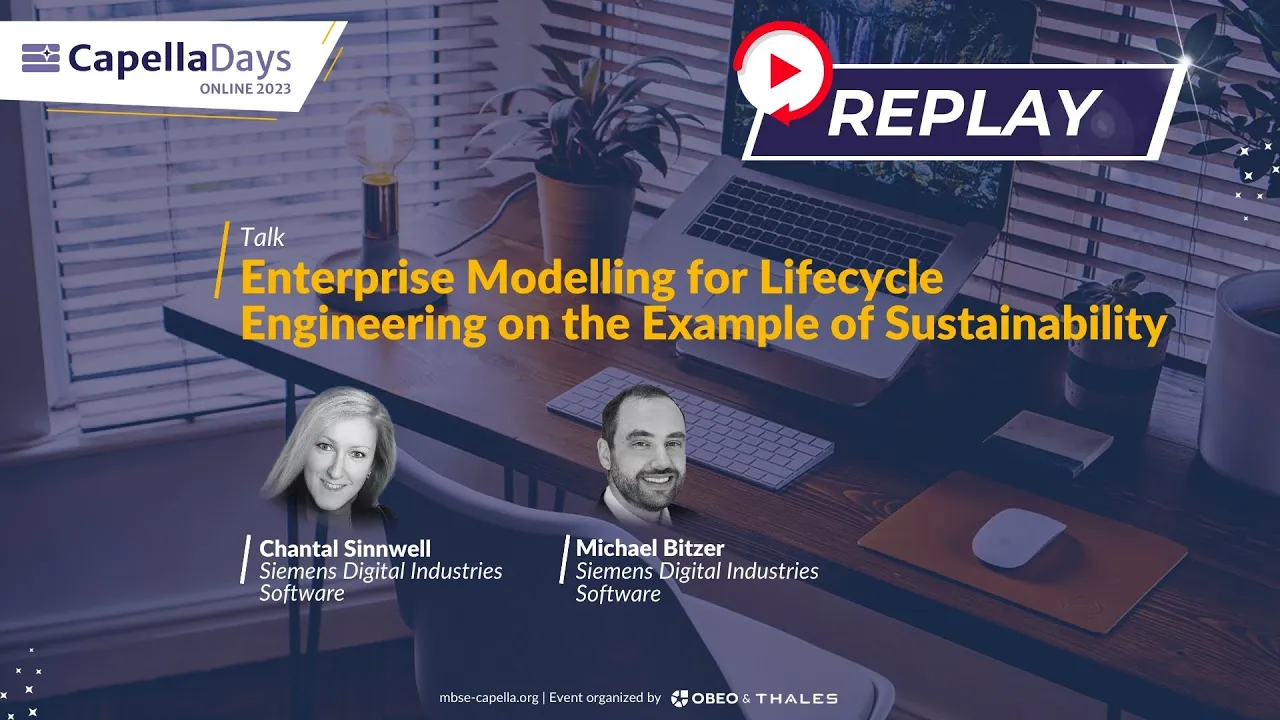 CapellaDays
ONLINE 2023
REPLAY
Talk
Enterprise Modelling for Lifecycle
Engineering on the Example of Sustainability
Chantal Sinnwell
Siemens Digital Industries
Software
Michael Bitzer
Siemens Digital Industries
Software
mbse-capella.org | Event organized by OBEO & THALES